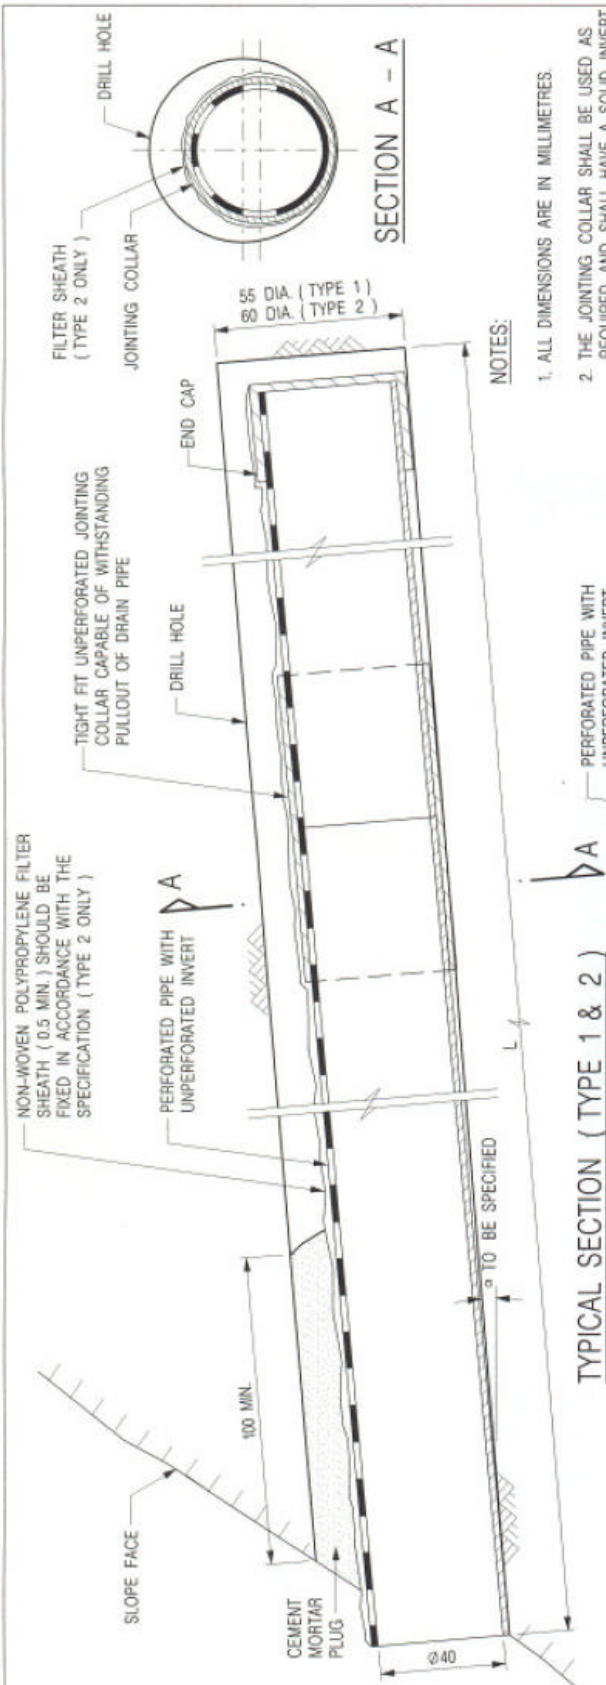 NON-WOVEN POLYPROPYLENE FILTER
SHEATH ( 0.5 MIN. ) SHOULD BE
FIXED IN ACCORDANCE WITH THE
SPECIFICATION ( TYPE 2 ONLY )
TIGHT FIT UNPERFORATED JOINTING
COLLAR CAPABLE OF WITHSTANDING
PULLOUT OF DRAIN PIPE
FILTER SHEATH
( TYPE 2 ONLY )
DRILL HOLE
JOINTING COLLAR
SECTION A - A
SLOPE FACE
PERFORATED PIPE WITH
UNPERFORATED INVERT
A
DRILL HOLE
END CAP
55 DIA. ( TYPE 1 )
60 DIA. ( TYPE 2 )
100 MIN.
CEMENT
MORTAR
PLUG
Ø40
α TO BE SPECIFIED
L
A
TYPICAL SECTION ( TYPE 1 & 2 )
PERFORATED PIPE WITH
UNPERFORATED INVERT
NOTES:
1. ALL DIMENSIONS ARE IN MILLIMETRES.
2. THE JOINTING COLLAR SHALL BE USED AS
REQUIRED AND SHALL HAVE A SOLID INVERT